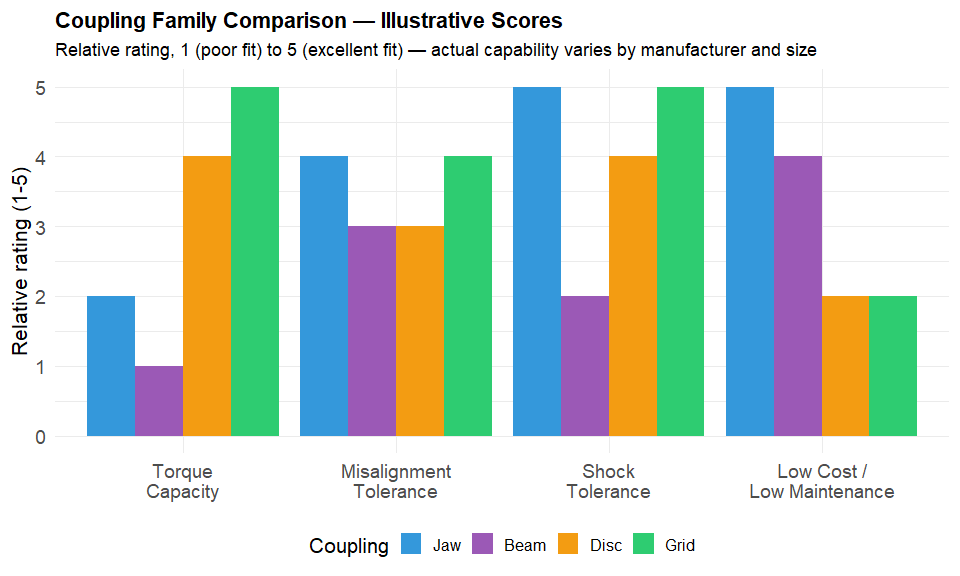 Coupling Family Comparison — Illustrative Scores
Relative rating, 1 (poor fit) to 5 (excellent fit) — actual capability varies by manufacturer and size
Relative rating (1-5)
5
4
3
2
1
0
Torque
Capacity
Misalignment
Tolerance
Shock
Tolerance
Low Cost /
Low Maintenance
Coupling Jaw Beam Disc Grid